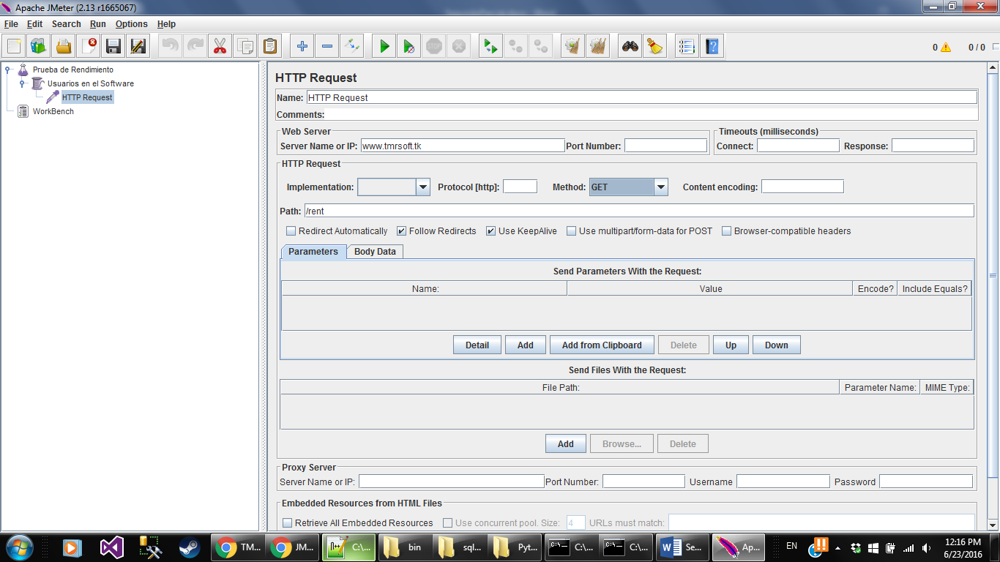 Apache JMeter (2.13 r1665067)
File Edit Search Run Options Help
0 0 / 0
Prueba de Rendimiento
Usuarios en el Software
HTTP Request
WorkBench
HTTP Request
Name: HTTP Request
Comments:
Web Server
Server Name or IP: www.tmrsoft.tk Port Number:
Timeouts (milliseconds)
Connect: Response:
HTTP Request
Implementation: Protocol [http]: Method: GET Content encoding:
Path: /rent
Redirect Automatically Follow Redirects Use KeepAlive Use multipart/form-data for POST Browser-compatible headers
Parameters Body Data
Send Parameters With the Request:
Name: Value Encode? Include Equals?
Detail Add Add from Clipboard Delete Up Down
Send Files With the Request:
File Path: Parameter Name: MIME Type:
Add Browse... Delete
Proxy Server
Server Name or IP: Port Number: Username Password
Embedded Resources from HTML Files
Retrieve All Embedded Resources Use concurrent pool. Size: 4 URLs must match:
TM... JM... C:\... bin sql... Pyt... C:\... C:\... Se... Ap... EN 12:16 PM
6/23/2016